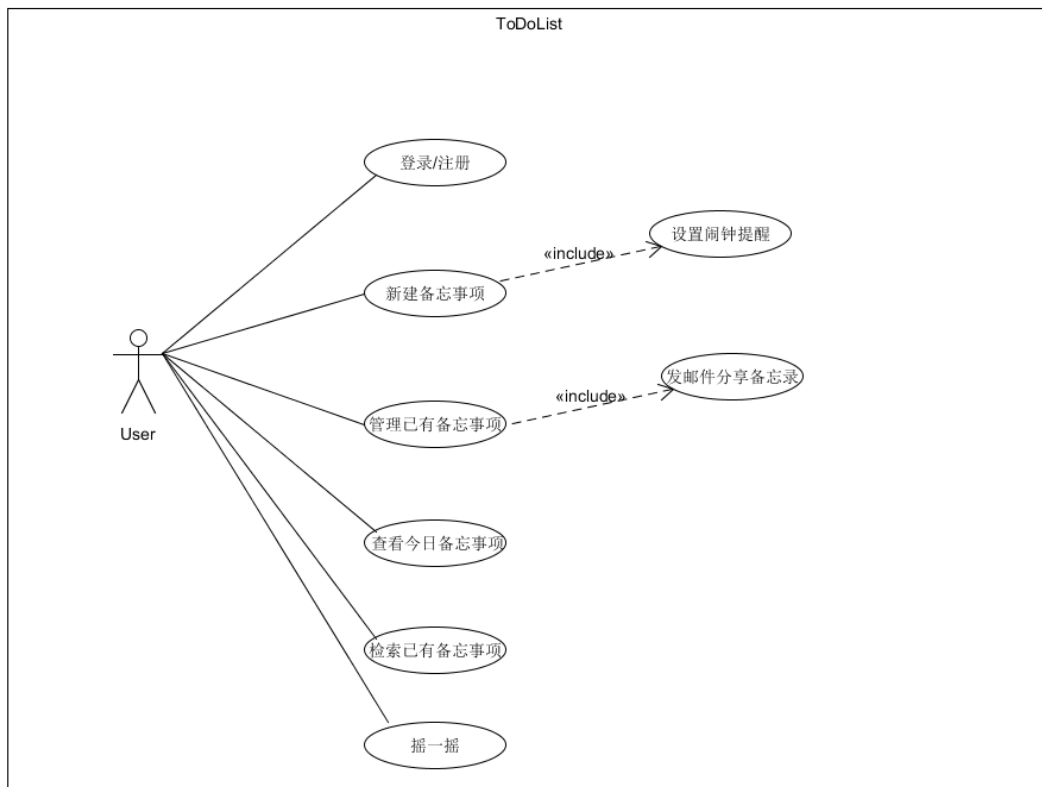 ToDoList
登录/注册
设置闹钟提醒
«include»
新建备忘事项
发邮件分享备忘录
«include»
管理已有备忘事项
User
查看今日备忘事项
检索已有备忘事项
摇一摇